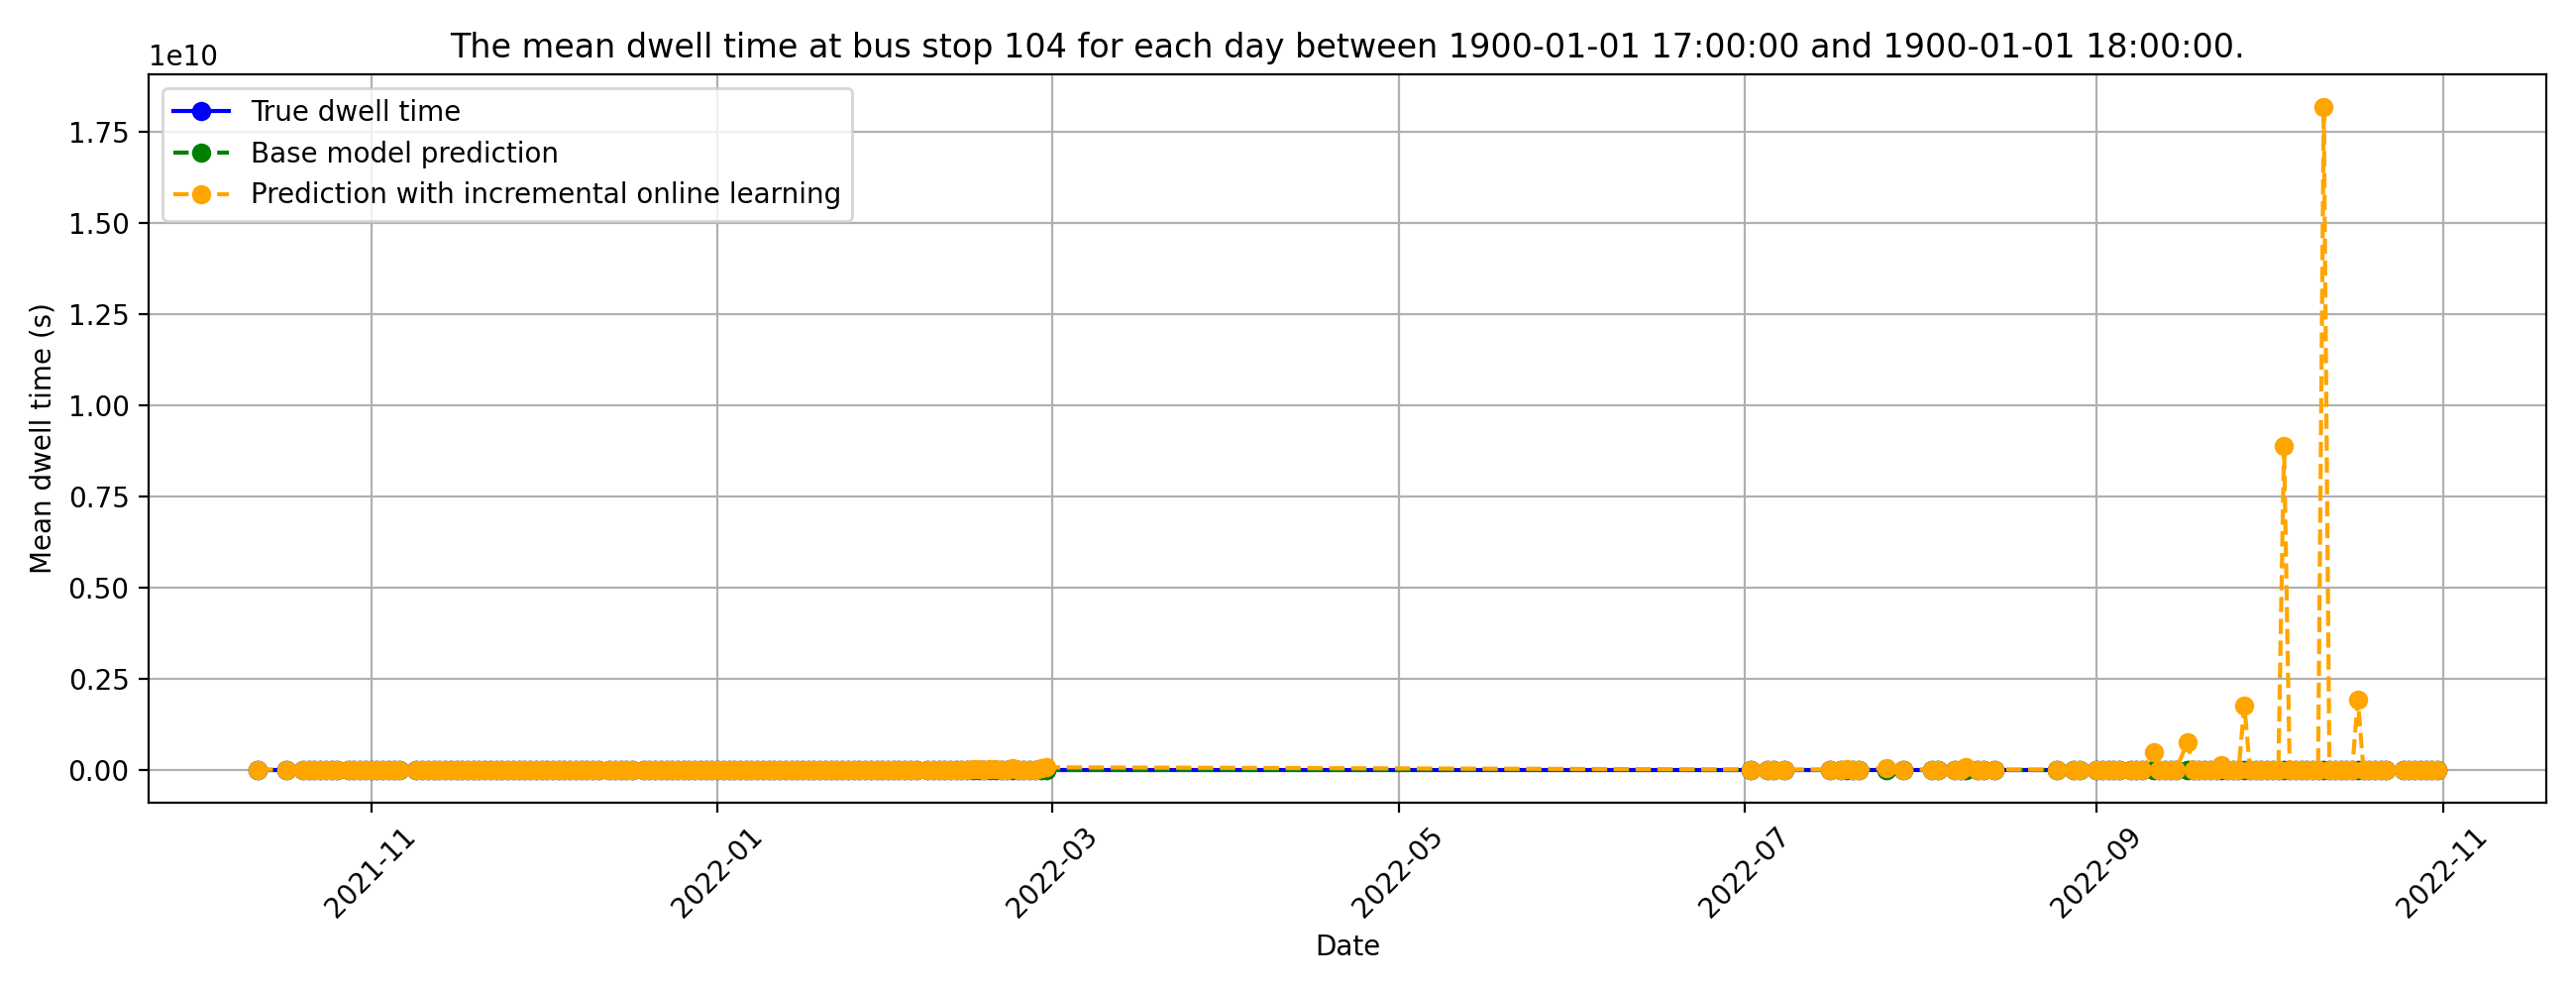 The mean dwell time at bus stop 104 for each day between 1900-01-01 17:00:00 and 1900-01-01 18:00:00.
1e10
True dwell time
Base model prediction
Prediction with incremental online learning
1.75
1.50
1.25
1.00
0.75
0.50
0.25
0.00
Mean dwell time (s)
2021-11
2022-01
2022-03
2022-05
2022-07
2022-09
2022-11
Date